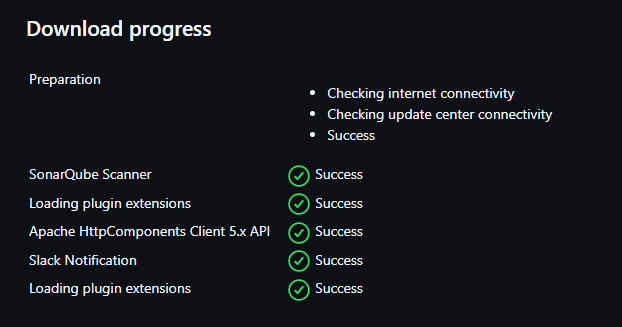 Download progress
Preparation
Checking internet connectivity
Checking update center connectivity
Success
SonarQube Scanner Success
Loading plugin extensions Success
Apache HttpComponents Client 5.x API Success
Slack Notification Success
Loading plugin extensions Success